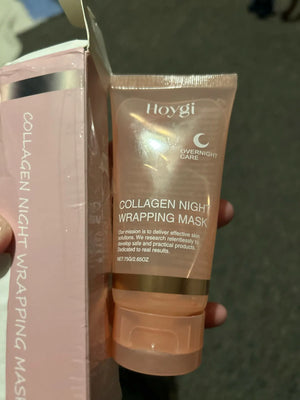 COLLAGEN NIGHT WRAPPING MASK
Hoygi
OVERNIGHT
CARE
COLLAGEN NIGHT
WRAPPING MASK
Our mission is to deliver effective skin
solutions. We research relentlessly to
develop safe and practical products.
Dedicated to real results.
NET 75G/2.65OZ